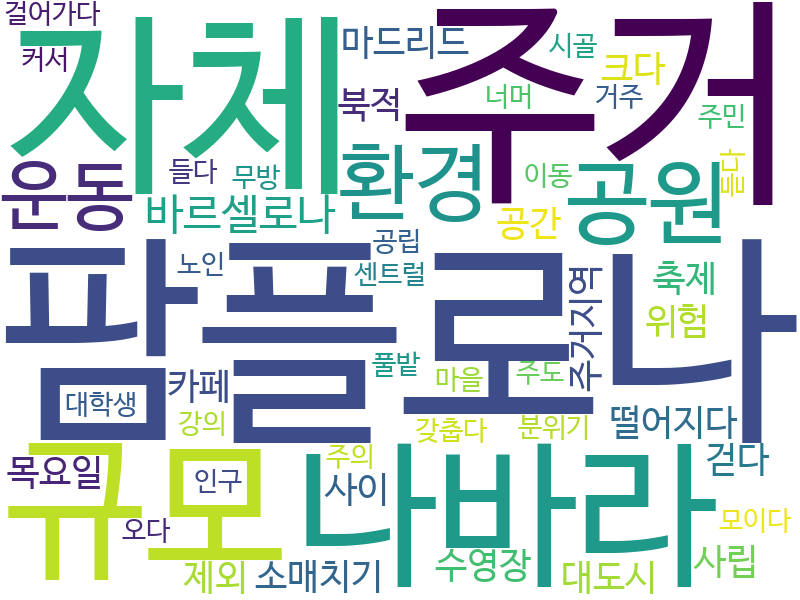 걸어가다
커서
자체
마드리드
북적
주거
시골
크다
너머
거주
주민
운동
들다
무방
바르셀로나
환경
이동
공간
공원
듣다
팜플로나
노인
공립
센트럴
주거지역
축제
위험
대학생
카페
강의
풀밭
마을
주도
갖춥다
분위기
떨어지다
규모
목요일
인구
오다
제외
주의
사이
소매치기
나바라
수영장
대도시
걷다
모이다
사립